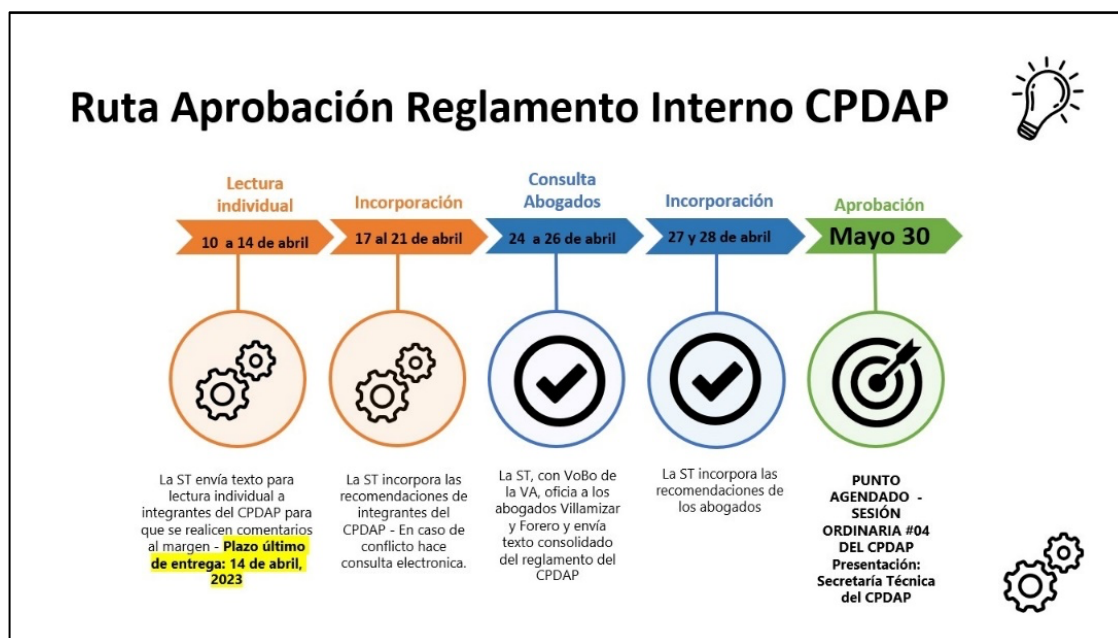 Ruta Aprobación Reglamento Interno CPDAP
Lectura
individual
10 a 14 de abril
La ST envía texto para
lectura individual a
integrantes del CPDAP para
que se realicen comentarios
al margen - Plazo último
de entrega: 14 de abril,
2023
Incorporación
17 al 21 de abril
La ST incorpora las
recomendaciones de
integrantes del
CPDAP - En caso de
conflicto hace
consulta electronica.
Consulta
Abogados
24 a 26 de abril
La ST, con VoBo de
la VA, oficia a los
abogados Villamizar
y Forero y envía
texto consolidado
del reglamento del
CPDAP
Incorporación
27 y 28 de abril
La ST incorpora las
recomendaciones de
los abogados
Aprobación
Mayo 30
PUNTO
AGENDADO -
SESIÓN
ORDINARIA #04
DEL CPDAP
Presentación:
Secretaría Técnica
del CPDAP